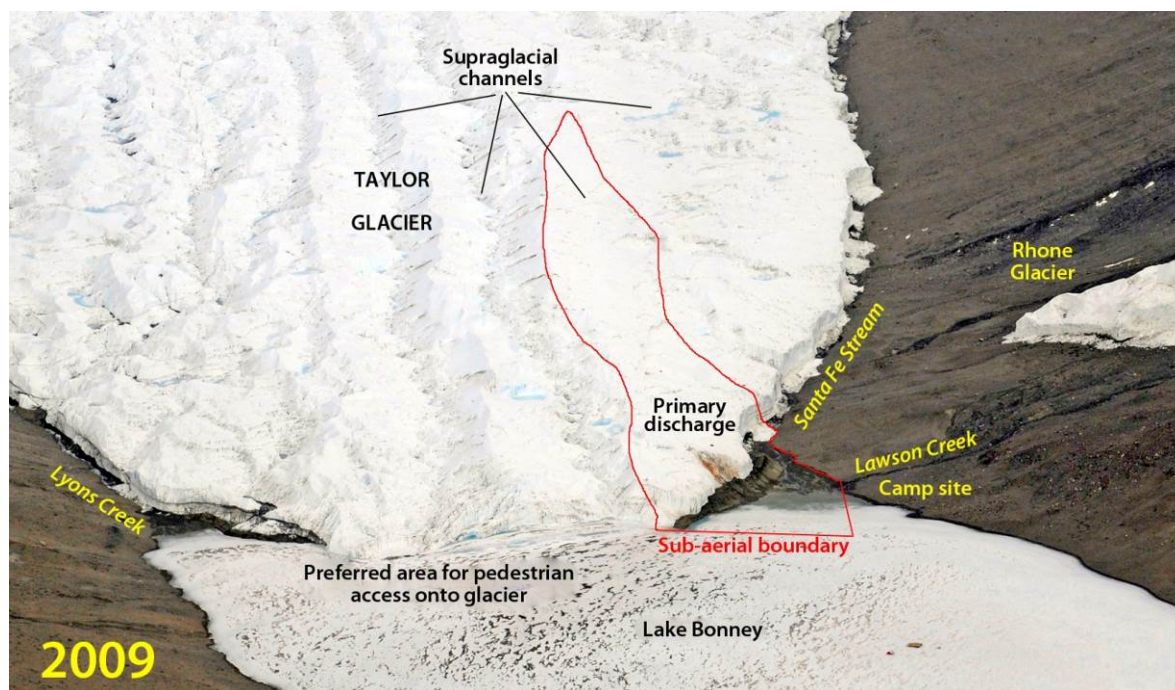 Supraglacial
channels
TAYLOR
GLACIER
Rhone
Glacier
Santa Fe Stream
Primary
discharge
Lawson Creek
Camp site
Lyons Creek
Sub-aerial boundary
Preferred area for pedestrian
access onto glacier
Lake Bonney
2009